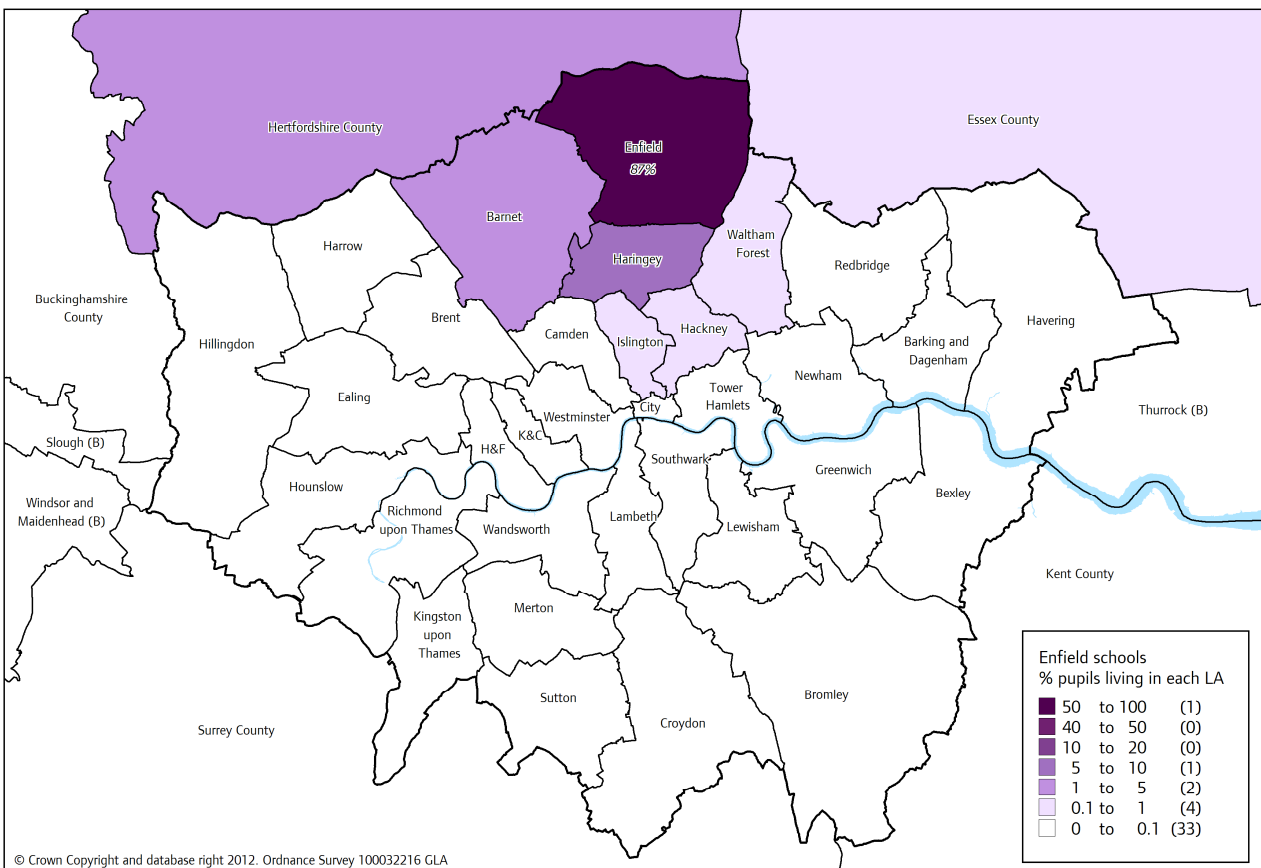 Hertfordshire County
Essex County
Enfield
87%
Barnet
Waltham
Forest
Harrow
Haringey
Redbridge
Buckinghamshire
County
Brent
Havering
Hillingdon
Camden
Islington
Hackney
Barking and
Dagenham
Newham
Ealing
Tower
Hamlets
Thurrock (B)
City
Westminster
K&C
Slough (B)
H&F
Southwark
Greenwich
Hounslow
Bexley
Windsor and
Maidenhead (B)
Richmond
upon Thames
Wandsworth
Lambeth
Lewisham
Kent County
Merton
Kingston
upon
Thames
Sutton
Bromley
Croydon
Surrey County
Enfield schools
% pupils living in each LA
50 to 100 (1)
40 to 50 (0)
10 to 20 (0)
5 to 10 (1)
1 to 5 (2)
0.1 to 1 (4)
0 to 0.1 (33)
© Crown Copyright and database right 2012. Ordnance Survey 100032216 GLA